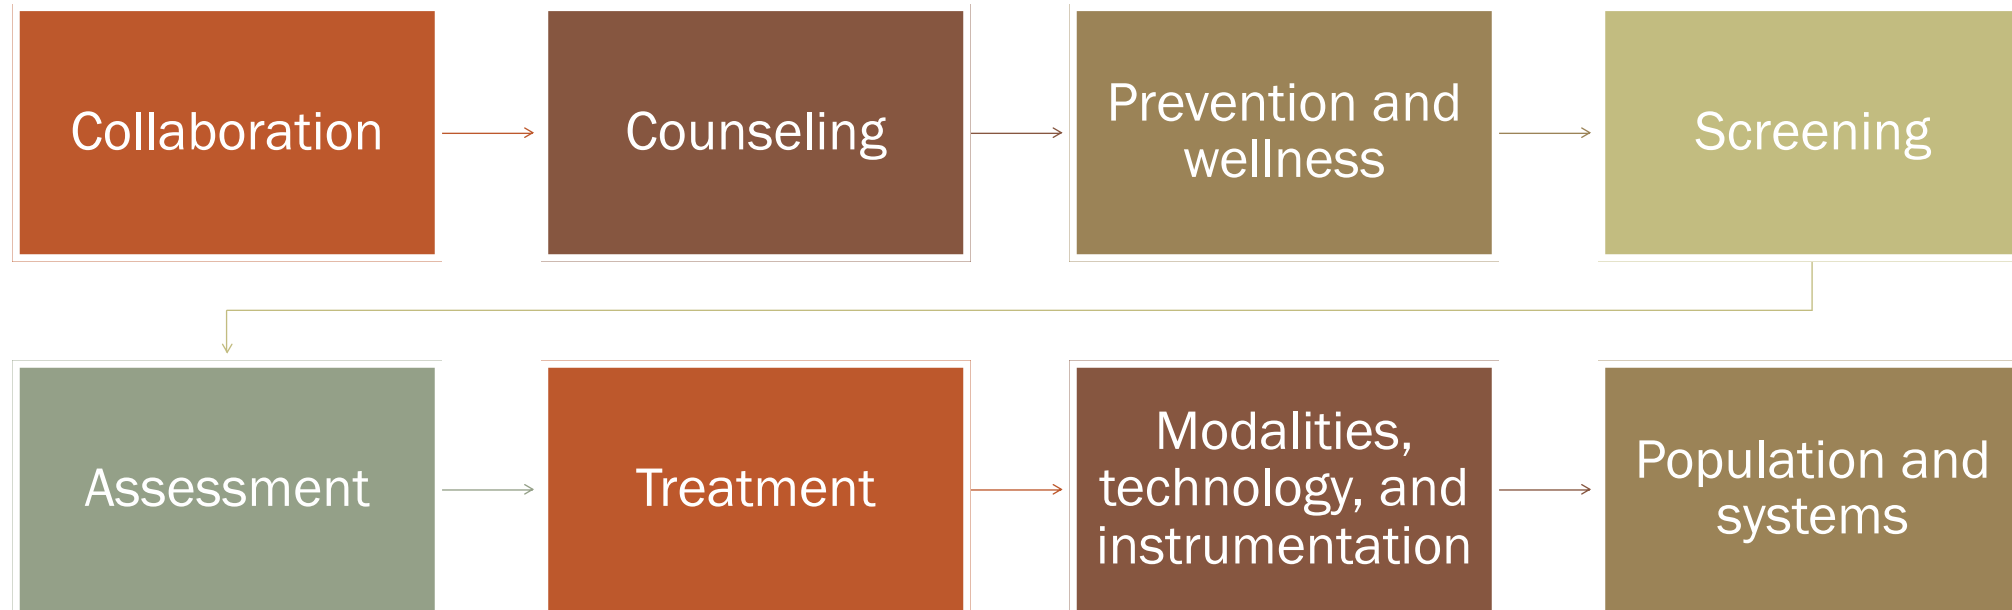 Collaboration
Counseling
Prevention and
wellness
Screening
Assessment
Treatment
Modalities,
technology, and
instrumentation
Population and
systems